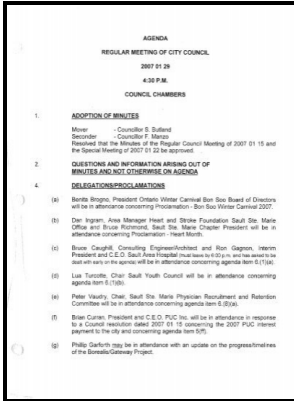 AGENDA
REGULAR MEETING OF CITY COUNCIL
2007 01 29
4:30 P.M.
COUNCIL CHAMBERS
1. ADOPTION OF MINUTES
Mover - Councillor S. Butland
Seconder - Councillor F. Manzo
Resolved that the Minutes of the Regular Council Meeting of 2007 01 15 and
the Special Meeting of 2007 01 22 be approved.
2. QUESTIONS AND INFORMATION ARISING OUT OF
MINUTES AND NOT OTHERWISE ON AGENDA
4. DELEGATIONS/PROCLAMATIONS
(a) Benita Brogno, President Ontario Winter Carnival Bon Soo Board of Directors
will be in attendance concerning Proclamation - Bon Soo Winter Carnival 2007.
(b) Dan Ingram, Area Manager Heart and Stroke Foundation Sault Ste. Marie
Office and Bruce Richmond, Sault Ste. Marie Chapter President will be in
attendance concerning Proclamation - Heart Month.
(c) Bruce Caughill, Consulting Engineer/Architect and Ron Gagnon, Interim
President and C.E.O. Sault Area Hospital (must leave by 6:00 p.m. and has asked to be
dealt with early on the agenda) will be in attendance concerning agenda item 6.(1)(a).
(d) Lua Turcotte, Chair Sault Youth Council will be in attendance concerning
agenda item 6.(1)(b).
(e) Peter Vaudry, Chair, Sault Ste. Marie Physician Recruitment and Retention
Committee will be in attendance concerning agenda item 6.(8)(a).
(f) Brian Curran, President and C.E.O. PUC Inc. will be in attendance in response
to a Council resolution dated 2007 01 15 concerning the 2007 PUC interest
payment to the city and concerning agenda item 5(ff).
(g) Phillip Garforth may be in attendance with an update on the progress/timelines
of the Borealis/Gateway Project.